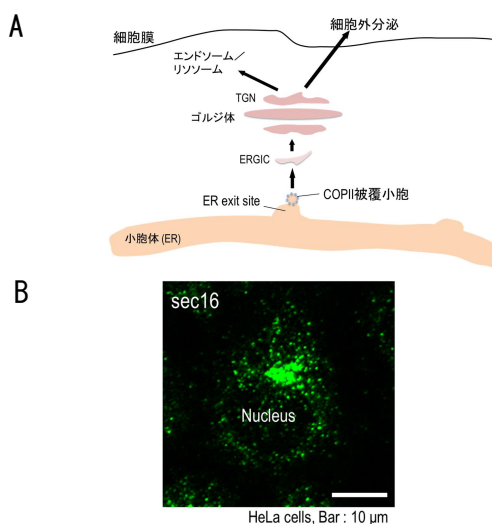 A
細胞膜
細胞外分泌
エンドソーム／
リソソーム
TGN
ゴルジ体
ERGIC
COPII被覆小胞
ER exit site
小胞体 (ER)
B
sec16
Nucleus
HeLa cells, Bar : 10 μm